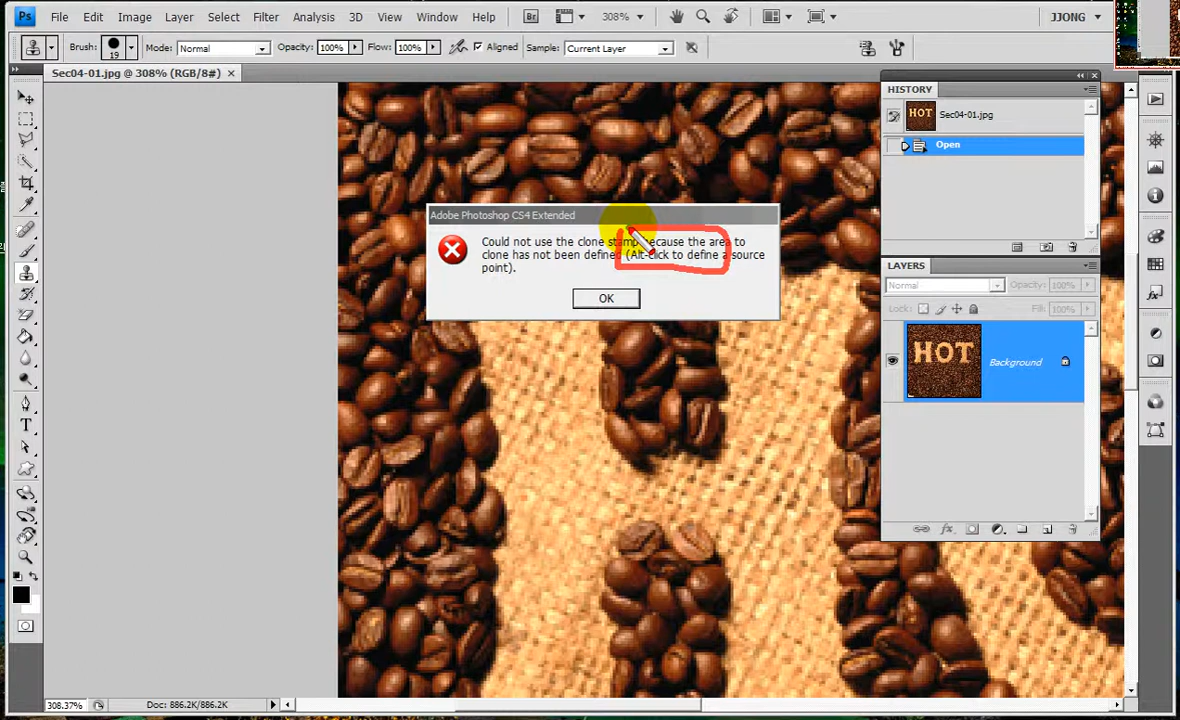 Ps File Edit Image Layer Select Filter Analysis 3D View Window Help Br 308% JJONG
Brush: 19 Mode: Normal Opacity: 100% Flow: 100% Aligned Sample: Current Layer
Sec04-01.jpg @ 308% (RGB/8#)
HISTORY
HOT Sec04-01.jpg
Open
Adobe Photoshop CS4 Extended
Could not use the clone stamp because the area to
clone has not been defined (Alt-click to define a source
point).
OK
LAYERS
Normal Opacity: 100%
Lock: Fill: 100%
HOT Background
308.37% Doc: 886.2K/886.2K